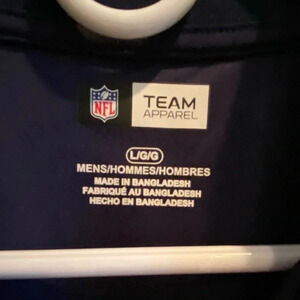 NFL
TEAM
APPAREL
L/G/G
MENS/HOMMES/HOMBRES
MADE IN BANGLADESH
FABRIQUÉ AU BANGLADESH
HECHO EN BANGLADESH